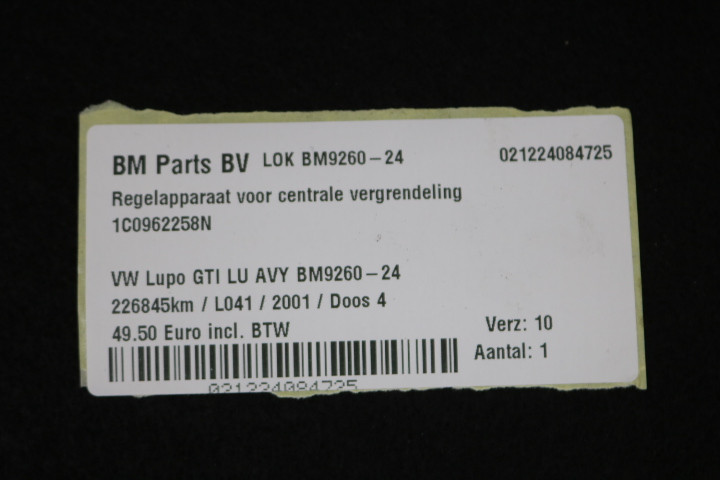 BM Parts BV LOK BM9260-24 021224084725
Regelapparaat voor centrale vergrendeling
1C0962258N
VW Lupo GTI LU AVY BM9260-24
226845km / L041 / 2001 / Doos 4
49.50 Euro incl. BTW Verz: 10
Aantal: 1
021224084725